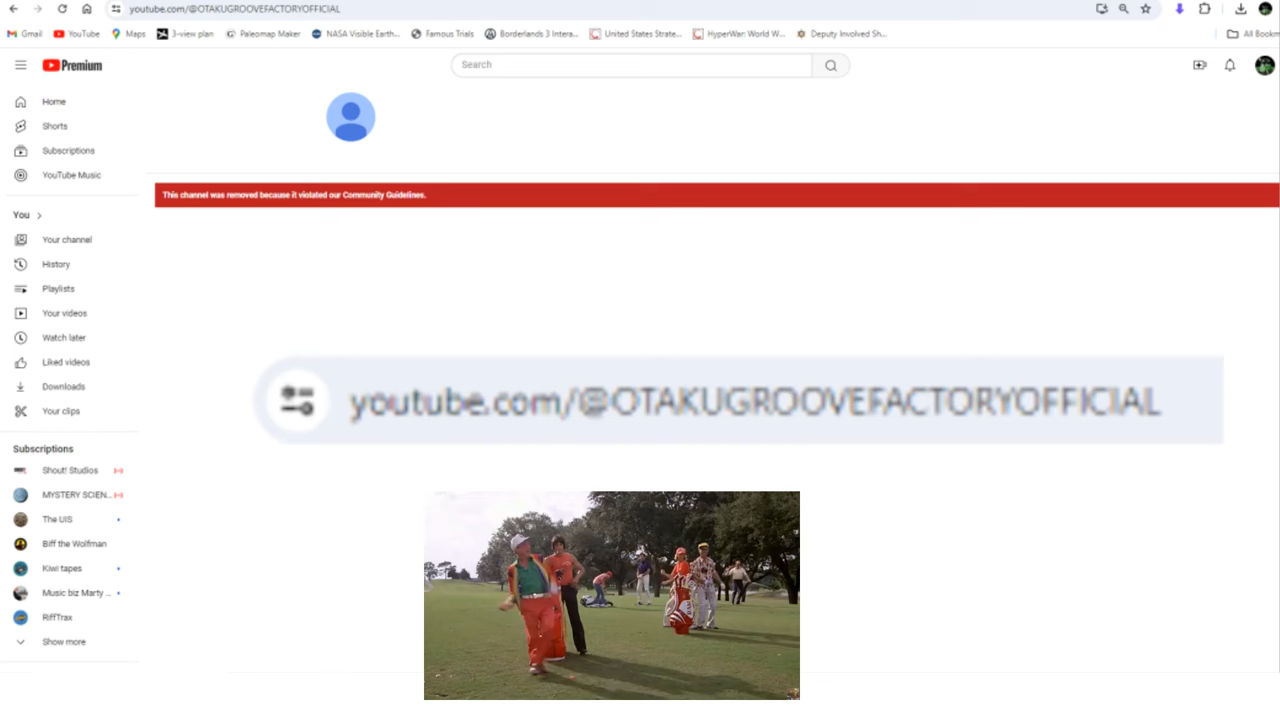 youtube.com/@OTAKUGROOVEFACTORYOFFICIAL
Gmail YouTube Maps 3-view plan Paleomap Maker NASA Visible Earth... Famous Trials Borderlands 3 Intera... United States Strate... HyperWar: World W... Deputy Involved Sh... All Bookm
Premium
Search
Home
Shorts
Subscriptions
YouTube Music
This channel was removed because it violated our Community Guidelines.
You
Your channel
History
Playlists
Your videos
Watch later
Liked videos
Downloads
Your clips
youtube.com/@OTAKUGROOVEFACTORYOFFICIAL
Subscriptions
Shout! Studios
MYSTERY SCIEN...
The UIS
Biff the Wolfman
Kiwi tapes
Music biz Marty ...
RiffTrax
Show more